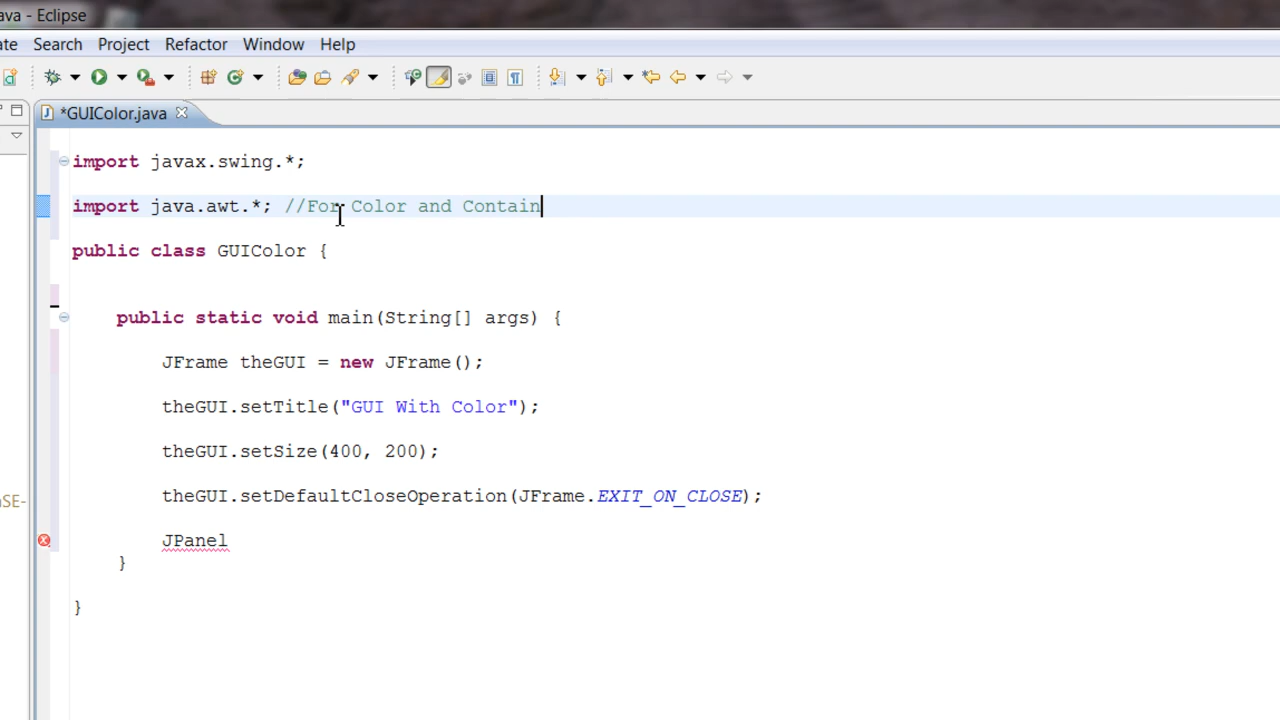 ava - Eclipse
ate Search Project Refactor Window Help
*GUIColor.java
import javax.swing.*;
import java.awt.*; //For Color and Contain
public class GUIColor {
public static void main(String[] args) {
JFrame theGUI = new JFrame();
theGUI.setTitle("GUI With Color");
theGUI.setSize(400, 200);
theGUI.setDefaultCloseOperation(JFrame.EXIT_ON_CLOSE);
SE-
JPanel
}
}